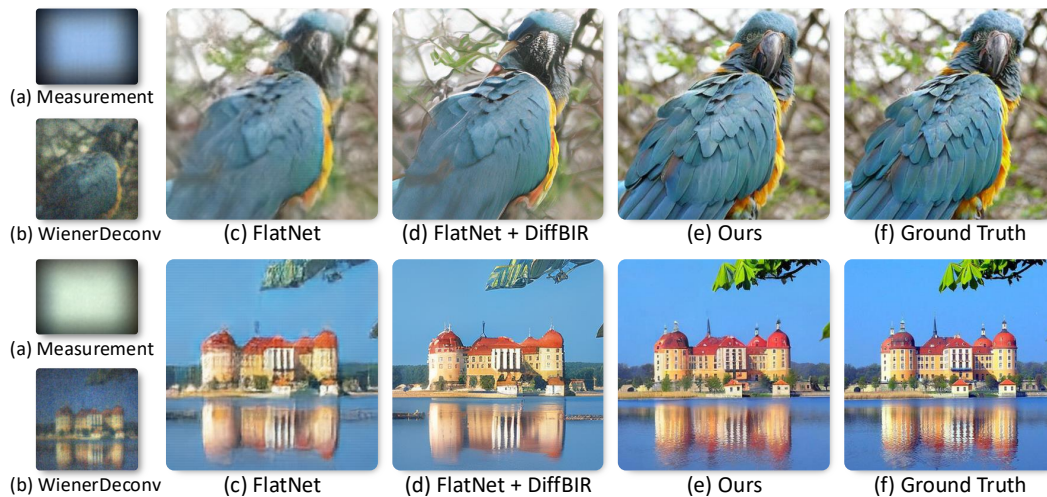 (a) Measurement
(b) WienerDeconv
(c) FlatNet
(d) FlatNet + DiffBIR
(e) Ours
(f) Ground Truth
(a) Measurement
(b) WienerDeconv
(c) FlatNet
(d) FlatNet + DiffBIR
(e) Ours
(f) Ground Truth